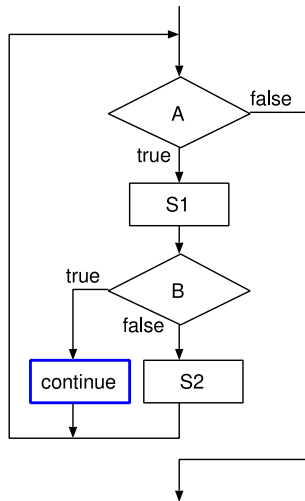 A
false
true
S1
true
B
false
continue
S2